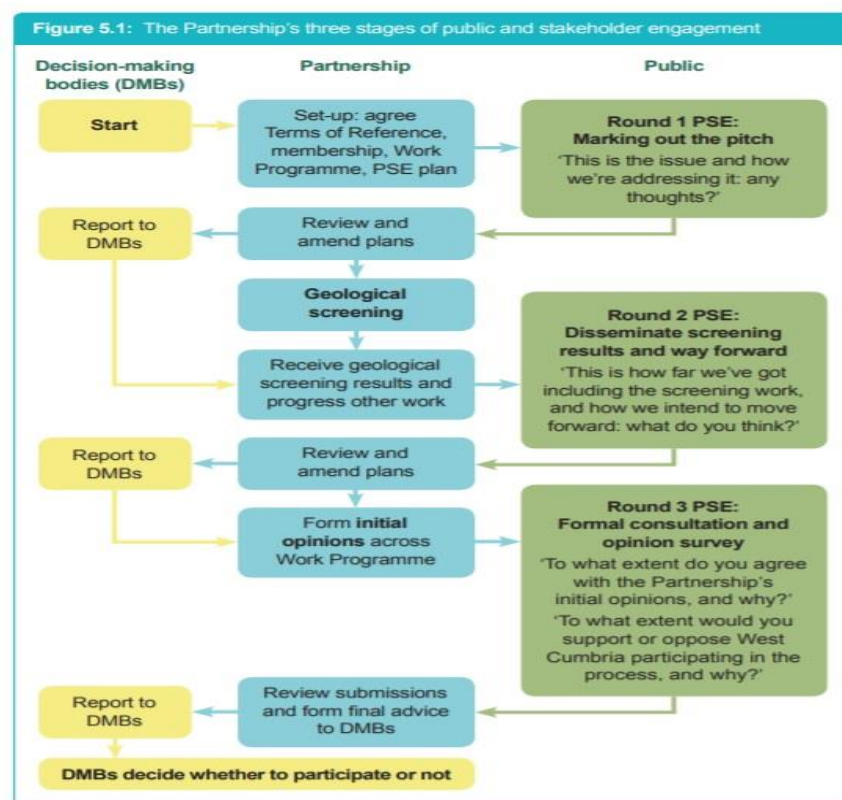 Figure 5.1: The Partnership's three stages of public and stakeholder engagement
Decision-making
bodies (DMBs)
Partnership
Public
Start
Set-up: agree
Terms of Reference,
membership, Work
Programme, PSE plan
Round 1 PSE:
Marking out the pitch
'This is the issue and how
we're addressing it: any
thoughts?'
Report to
DMBs
Review and
amend plans
Geological
screening
Receive geological
screening results and
progress other work
Round 2 PSE:
Disseminate screening
results and way forward
'This is how far we've got
including the screening work,
and how we intend to move
forward: what do you think?'
Report to
DMBs
Review and
amend plans
Form initial
opinions across
Work Programme
Round 3 PSE:
Formal consultation and
opinion survey
'To what extent do you agree
with the Partnership's
initial opinions, and why?'
'To what extent would you
support or oppose West
Cumbria participating in the
process, and why?'
Report to
DMBs
Review submissions
and form final advice
to DMBs
DMBs decide whether to participate or not